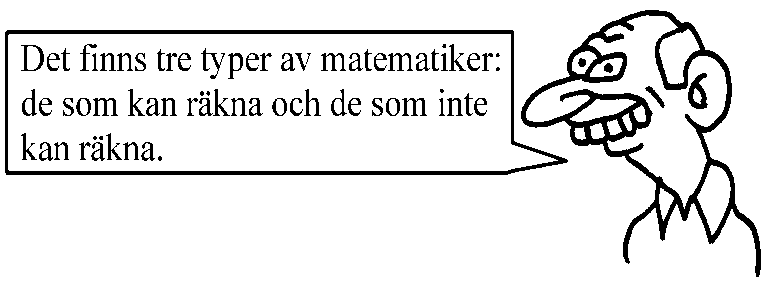 Det finns tre typer av matematiker:
de som kan räkna och de som inte
kan räkna.